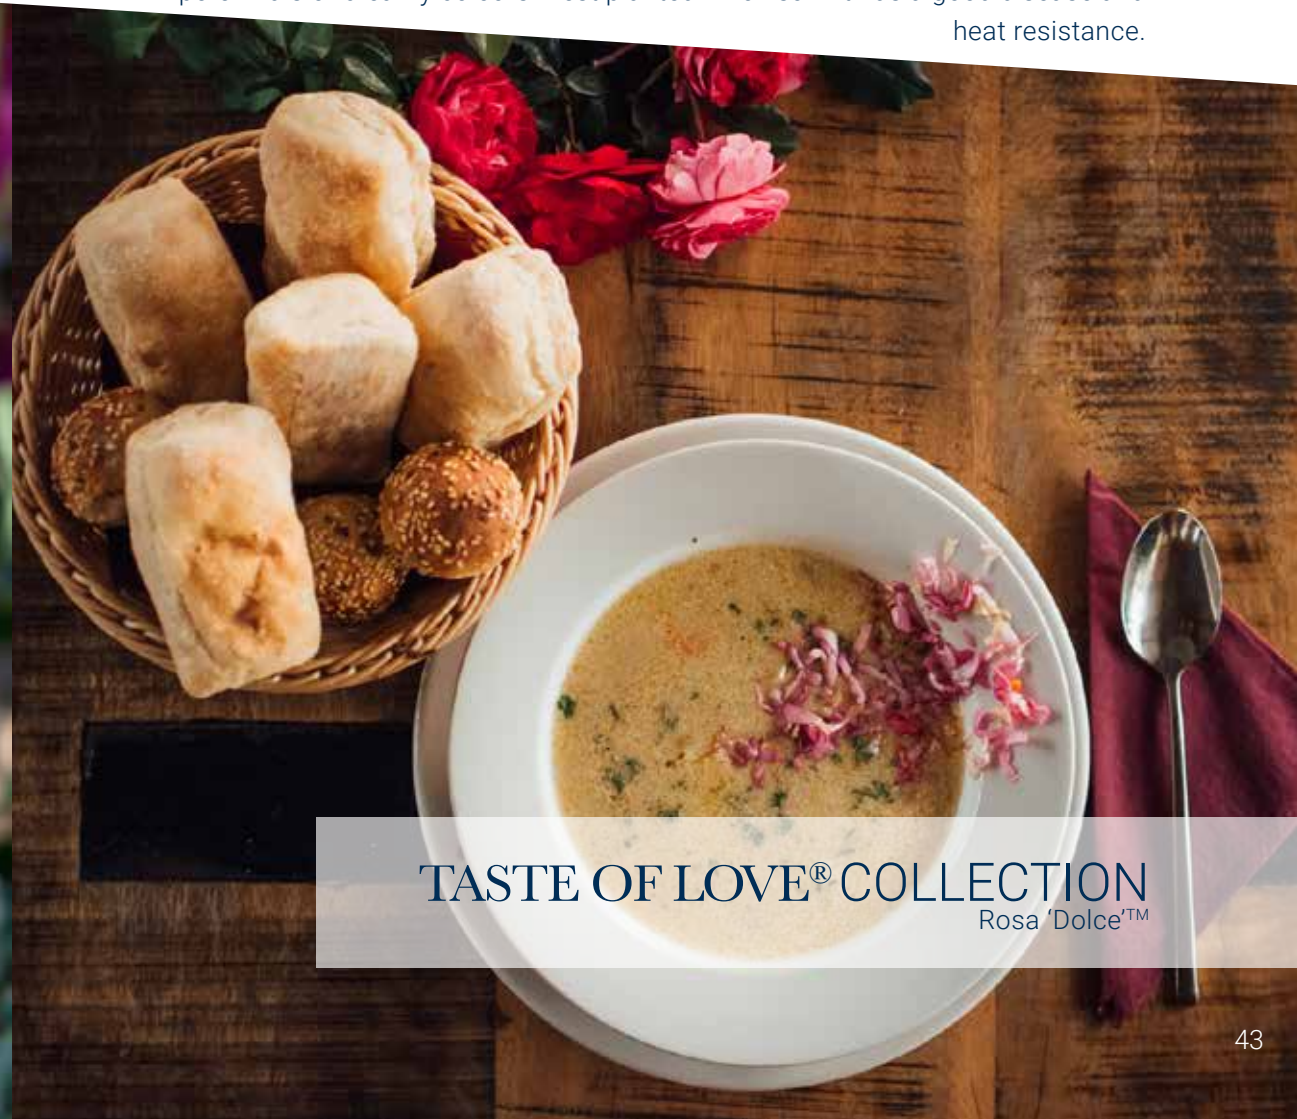 heat resistance.
TASTE OF LOVE® COLLECTION
Rosa ‘Dolce’™
43